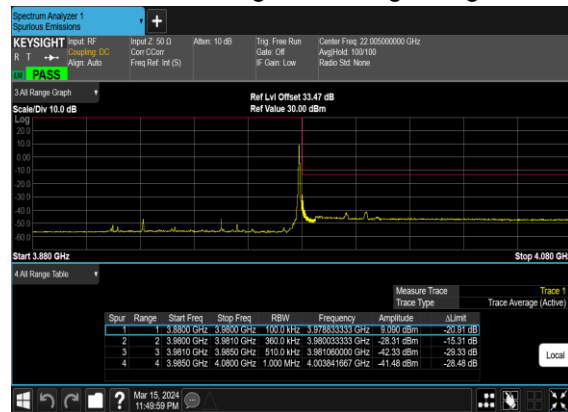 Spectrum Analyzer 1
Spurious Emissions
KEYSIGHT Input: RF Input Z: 50 Ω Atten: 10 dB Trig: Free Run Center Freq: 22.005000000 GHz
R T Coupling: DC Corr CCorr Gate: Off Avg|Hold: 100/100
Align: Auto Freq Ref: Int (S) IF Gain: Low Radio Std: None
PASS
3 All Range Graph
Ref Lvl Offset 33.47 dB
Scale/Div 10.0 dB Ref Value 30.00 dBm
Log
20.0
10.0
0.00
-10.0
-20.0
-30.0
-40.0
-50.0
-60.0
Start 3.880 GHz Stop 4.080 GHz
4 All Range Table
Measure Trace Trace 1
Trace Type Trace Average (Active)
Spur Range Start Freq Stop Freq RBW Frequency Amplitude ΔLimit
1 1 3.8800 GHz 3.9800 GHz 100.0 kHz 3.978833333 GHz 9.090 dBm -20.91 dB
2 2 3.9800 GHz 3.9810 GHz 360.0 kHz 3.980033333 GHz -28.31 dBm -15.31 dB
3 3 3.9810 GHz 3.9850 GHz 510.0 kHz 3.981060000 GHz -42.33 dBm -29.33 dB
4 4 3.9850 GHz 4.0800 GHz 1.000 MHz 4.003841667 GHz -41.48 dBm -28.48 dB
Local
Mar 15, 2024
11:49:59 PM